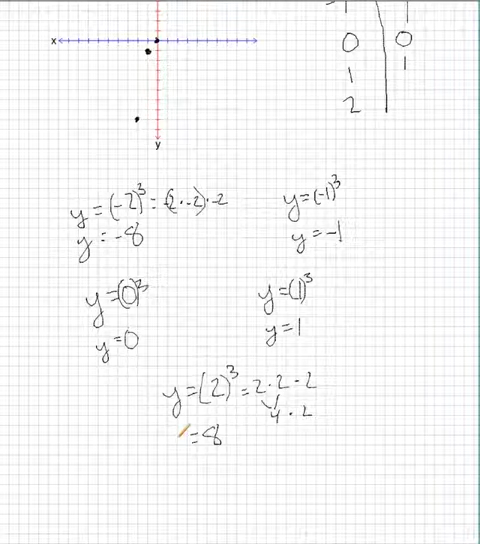 x
y
0 0
1 1
2
y = (-2)³ = (-2 · -2) · -2
y = -8
y = (-1)³
y = -1
y = (0)³
y = 0
y = (1)³
y = 1
y = (2)³ = 2 · 2 · 2
4 · 2
= 8